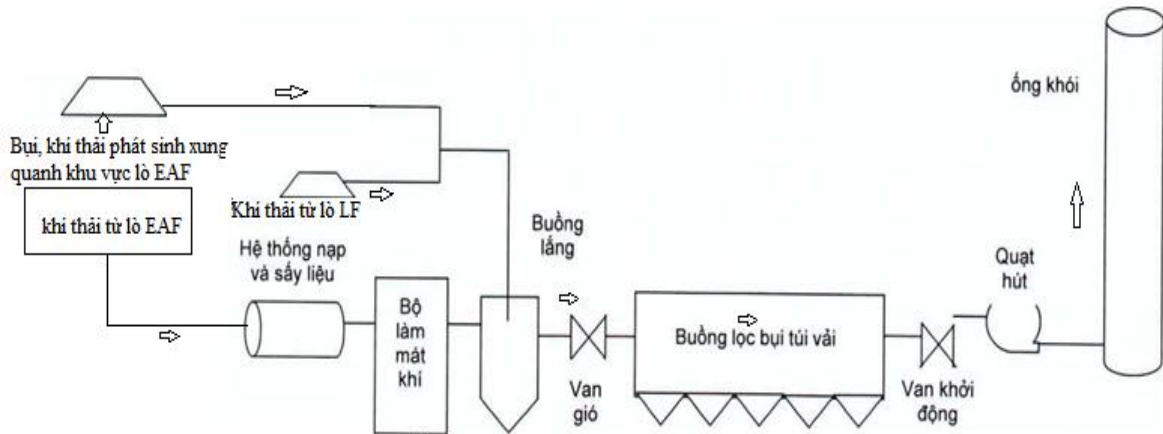 ống khói
Bụi, khí thải phát sinh xung
quanh khu vực lò EAF
khí thải từ lò EAF
Khí thải từ lò LF
Buồng
lắng
Hệ thống nạp
và sấy liệu
Quạt
hút
Bộ
làm
mát
khí
Buồng lọc bụi túi vải
Van
gió
Van khởi
động